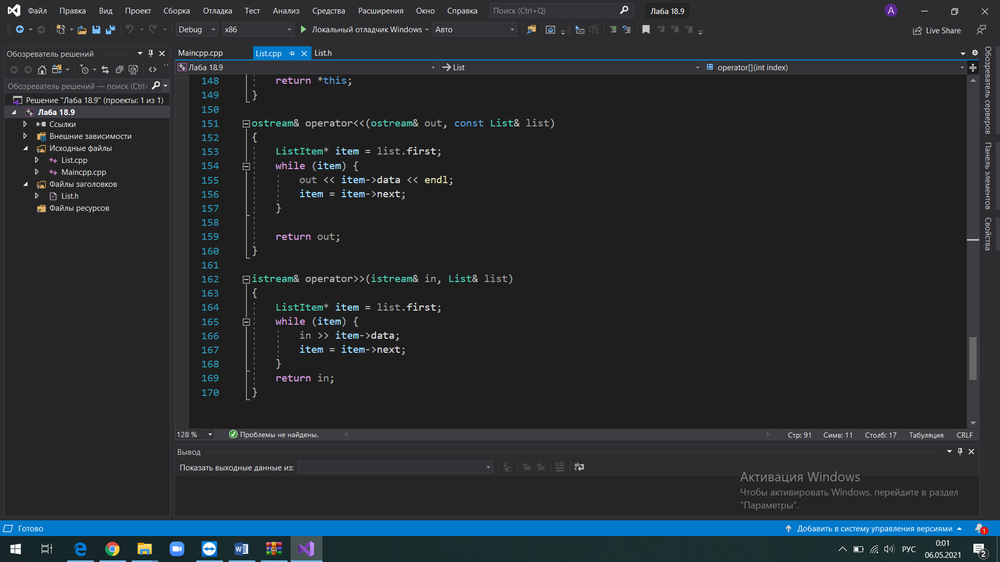 Файл Правка Вид Проект Сборка Отладка Тест Анализ Средства Расширения Окно Справка Поиск (Ctrl+Q) Лаба 18.9 A
Debug x86 Локальный отладчик Windows Авто Live Share
Обозреватель решений
Обозреватель решений — поиск (Ctrl+
Решение "Лаба 18.9" (проекты: 1 из 1)
Лаба 18.9
Ссылки
Внешние зависимости
Исходные файлы
List.cpp
Maincpp.cpp
Файлы заголовков
List.h
Файлы ресурсов
Maincpp.cpp List.cpp List.h
Лаба 18.9 List operator[](int index)
148 return *this;
149 }
150
151 ostream& operator<<(ostream& out, const List& list)
152 {
153 ListItem* item = list.first;
154 while (item) {
155 out << item->data << endl;
156 item = item->next;
157 }
158
159 return out;
160 }
161
162 istream& operator>>(istream& in, List& list)
163 {
164 ListItem* item = list.first;
165 while (item) {
166 in >> item->data;
167 item = item->next;
168 }
169 return in;
170 }
128 % Проблемы не найдены. Стр: 91 Симв: 11 Столб: 17 Табуляция CRLF
Вывод
Показать выходные данные из:
Обозреватель серверов
Панель элементов
Свойства
Активация Windows
Чтобы активировать Windows, перейдите в раздел
"Параметры".
Готово Добавить в систему управления версиями 1
РУС 0:01
06.05.2021 2